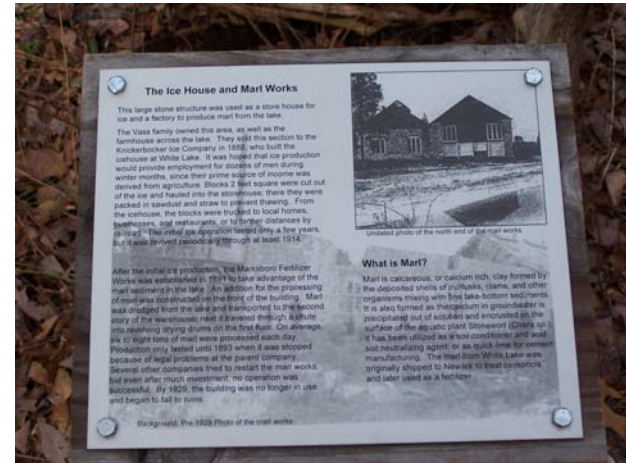 The Ice House and Marl Works
This large stone structure was used as a store house for
ice and a factory to produce marl from the lake.
The Vass family owned this area, as well as the
farmhouse across the lake. They sold this section to the
Knickerbocker Ice Company in 1888, who built the
icehouse at White Lake. It was hoped that ice production
would provide employment for dozens of men during
winter months, since their prime source of income was
derived from agriculture. Blocks 2 feet square were cut out
of the ice and hauled into the storehouse; there they were
packed in sawdust and straw to prevent thawing. From
the icehouse, the blocks were trucked to local homes,
businesses, and restaurants, or to farther distances by
railroad. The initial ice operation lasted only a few years,
but it was revived periodically through at least 1914.
After the initial ice production, the Marksboro Fertilizer
Works was established in 1891 to take advantage of the
marl sediment in the lake. An addition for the processing
of marl was constructed on the front of the building. Marl
was dredged from the lake and transported to the second
story of the warehouse; next it traveled through a chute
into revolving drying drums on the first floor. On average,
six to eight tons of marl were processed each day.
Production only lasted until 1893 when it was stopped
because of legal problems at the parent company.
Several other companies tried to restart the marl works,
but even after much investment, no operation was
successful. By 1929, the building was no longer in use
and began to fall to ruins.
Background: Pre-1929 Photo of the marl works
Undated photo of the north end of the marl works
What is Marl?
Marl is calcareous, or calcium rich, clay formed by
the deposited shells of mollusks, clams, and other
organisms mixing with fine lake-bottom sediments.
It is also formed as the calcium in groundwater is
precipitated out of solution and encrusted on the
surface of the aquatic plant Stonewort (Chara sp.)
It has been utilized as a soil conditioner and acid
soil neutralizing agent, or as quick-lime for cement
manufacturing. The marl from White Lake was
originally shipped to Newark to treat cesspools
and later used as a fertilizer.